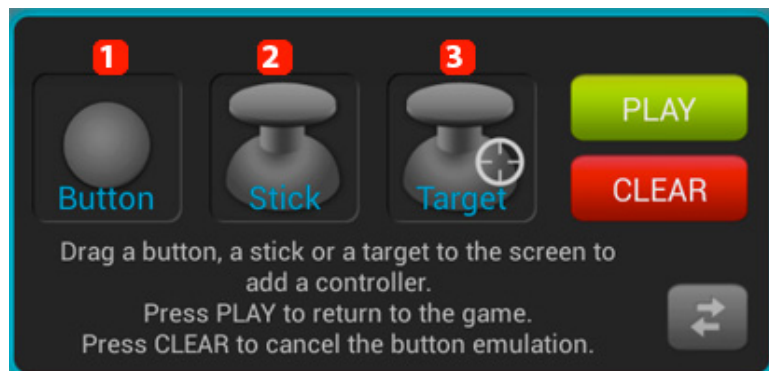 1 2 3
PLAY
Button Stick Target
CLEAR
Drag a button, a stick or a target to the screen to
add a controller.
Press PLAY to return to the game.
Press CLEAR to cancel the button emulation.